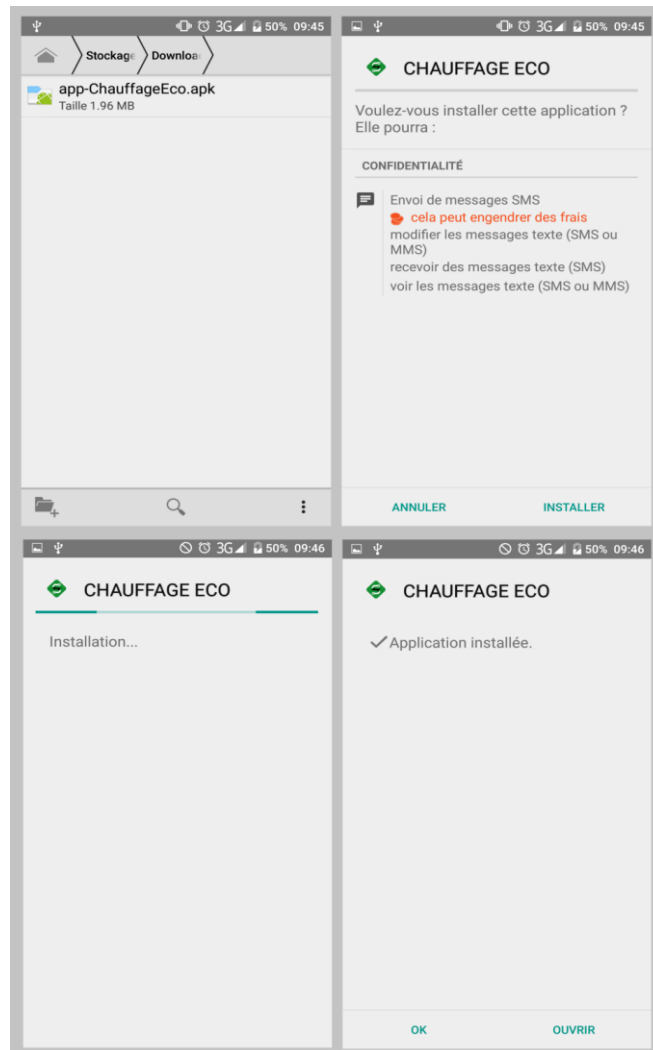 3G 50% 09:45
Stockage Downloa
app-ChauffageEco.apk
Taille 1.96 MB
3G 50% 09:45
CHAUFFAGE ECO
Voulez-vous installer cette application ?
Elle pourra :
CONFIDENTIALITÉ
Envoi de messages SMS
cela peut engendrer des frais
modifier les messages texte (SMS ou
MMS)
recevoir des messages texte (SMS)
voir les messages texte (SMS ou MMS)
ANNULER INSTALLER
3G 50% 09:46
CHAUFFAGE ECO
Installation...
3G 50% 09:46
CHAUFFAGE ECO
Application installée.
OK OUVRIR